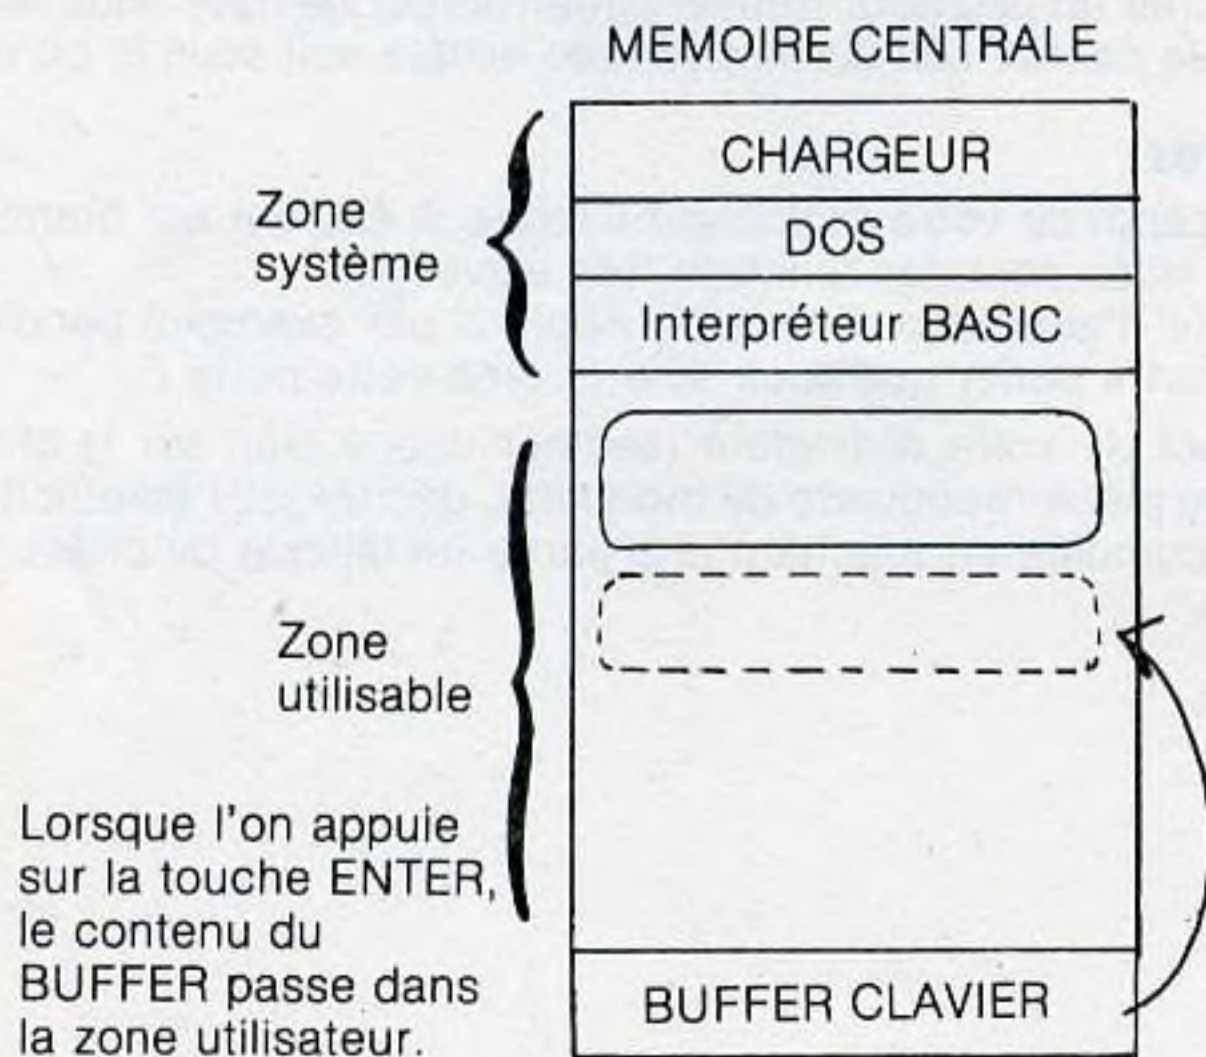 MEMOIRE CENTRALE
CHARGEUR
Zone
système
DOS
Interpréteur BASIC
Zone
utilisable
Lorsque l'on appuie
sur la touche ENTER,
le contenu du
BUFFER passe dans
la zone utilisateur.
BUFFER CLAVIER